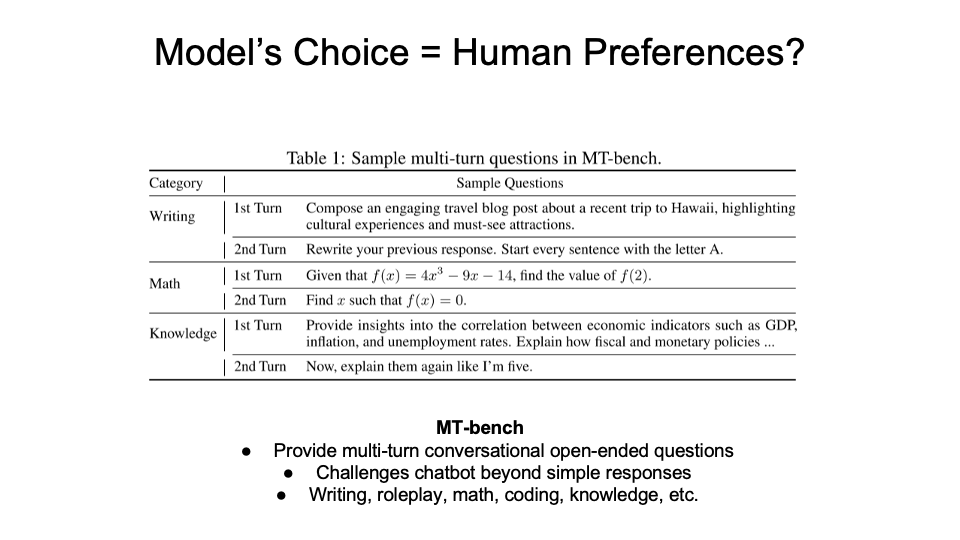 Model's Choice = Human Preferences?
Table 1: Sample multi-turn questions in MT-bench.
Category | Sample Questions
Writing
1st Turn Compose an engaging travel blog post about a recent trip to Hawaii, highlighting
cultural experiences and must-see attractions.
2nd Turn Rewrite your previous response. Start every sentence with the letter A.
Math
1st Turn Given that f(x) = 4x³ − 9x − 14, find the value of f(2).
2nd Turn Find x such that f(x) = 0.
Knowledge
1st Turn Provide insights into the correlation between economic indicators such as GDP,
inflation, and unemployment rates. Explain how fiscal and monetary policies ...
2nd Turn Now, explain them again like I'm five.
MT-bench
● Provide multi-turn conversational open-ended questions
● Challenges chatbot beyond simple responses
● Writing, roleplay, math, coding, knowledge, etc.